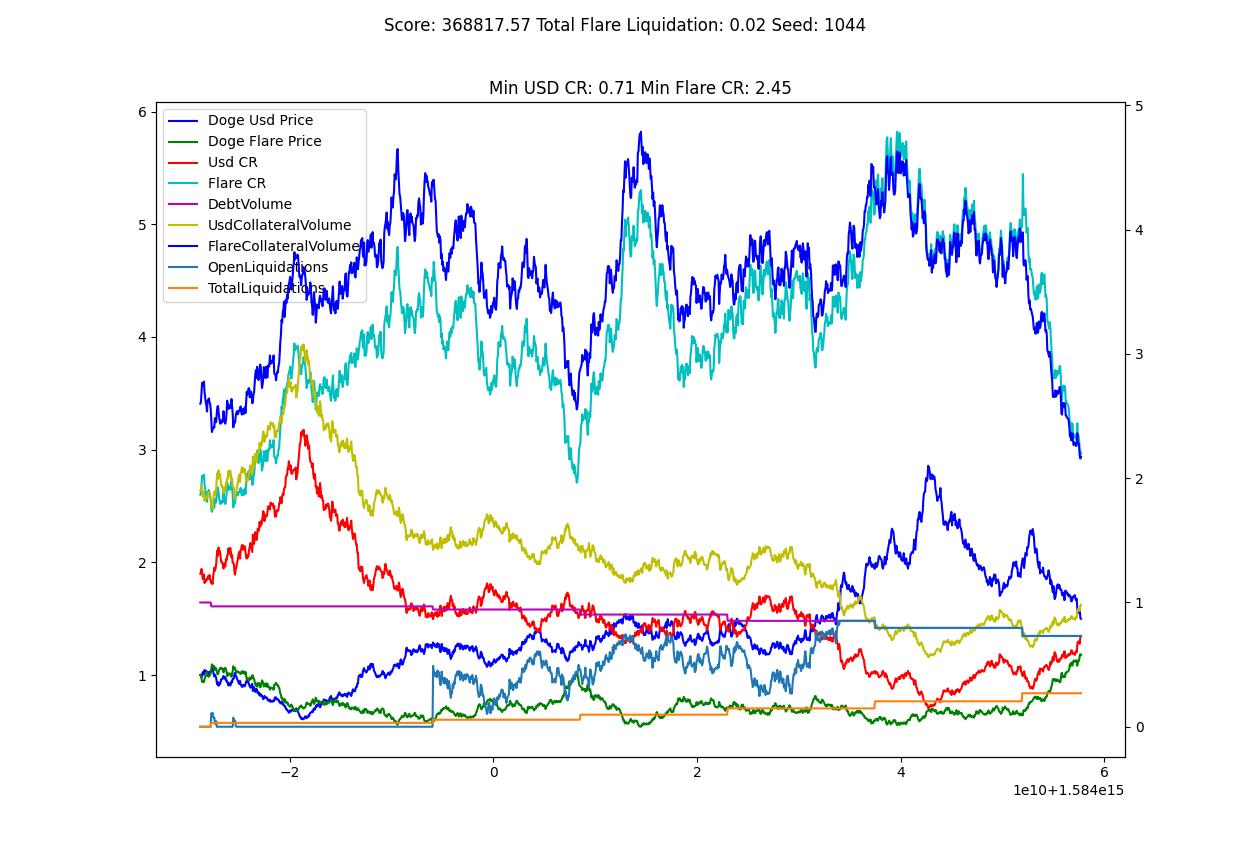 Score: 368817.57 Total Flare Liquidation: 0.02 Seed: 1044
Min USD CR: 0.71 Min Flare CR: 2.45
Doge Usd Price
Doge Flare Price
Usd CR
Flare CR
DebtVolume
UsdCollateralVolume
FlareCollateralVolume
OpenLiquidations
TotalLiquidations
6
5
4
3
2
1
5
4
3
2
1
0
−2 0 2 4 6
1e10+1.584e15